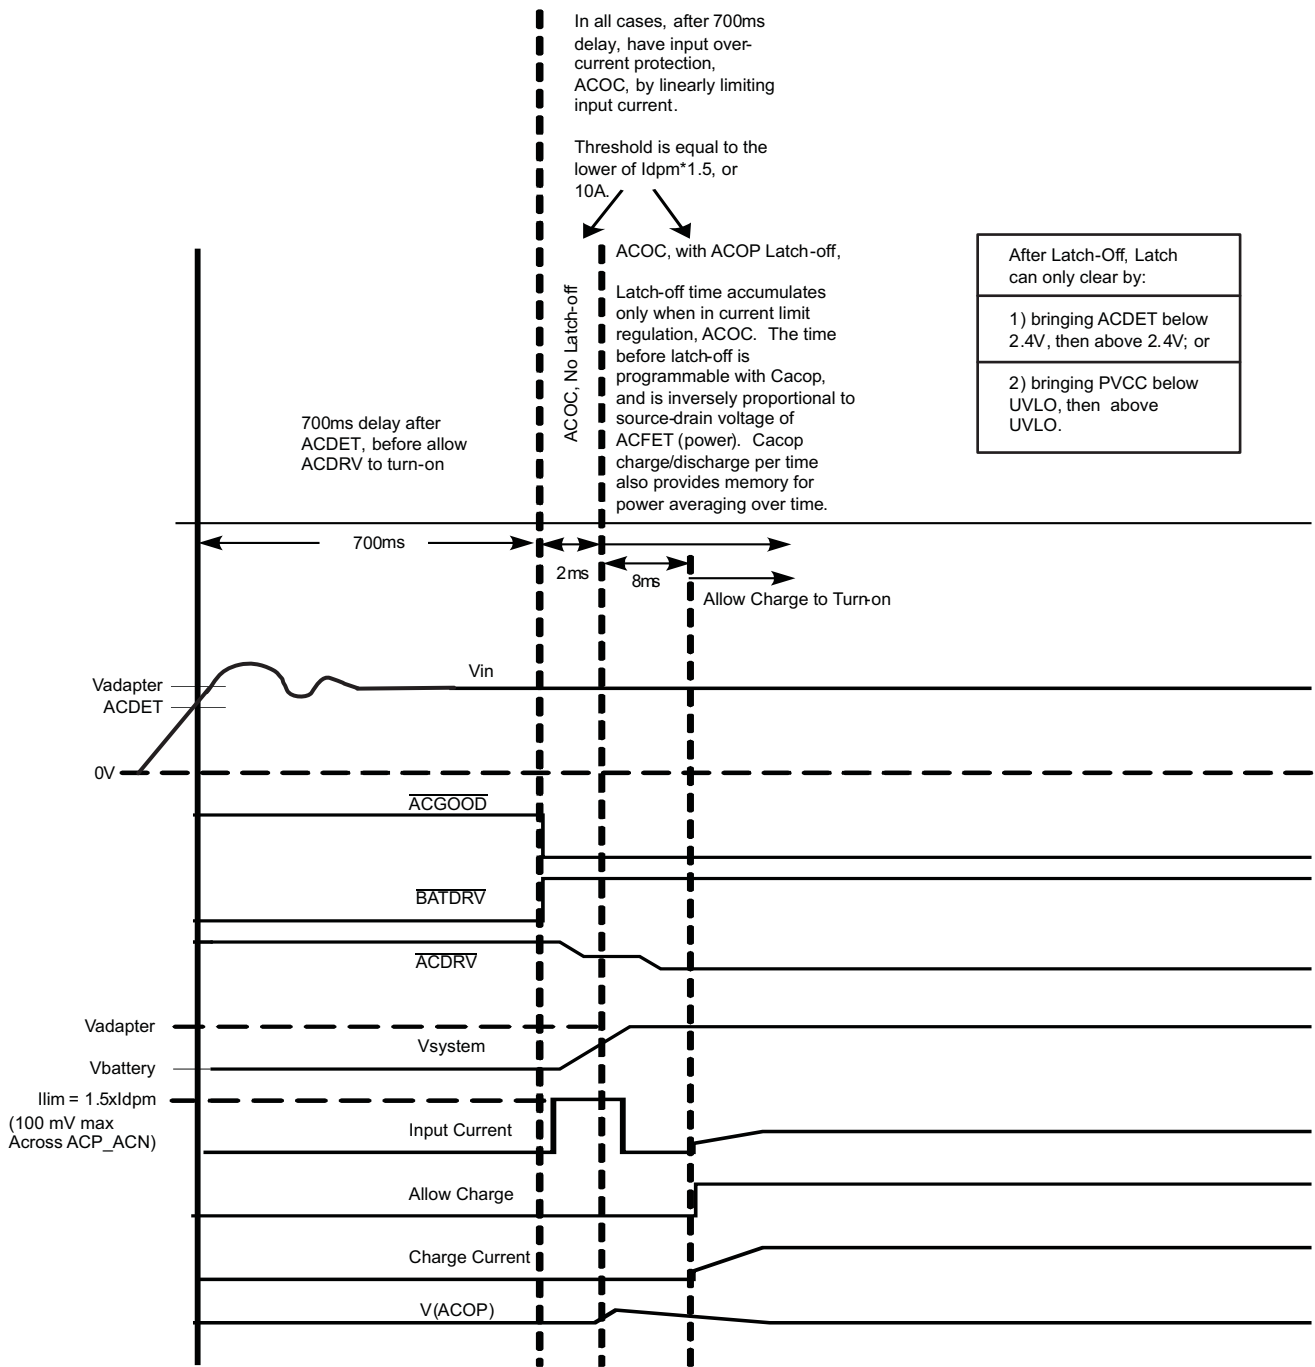 In all cases, after 700ms
delay, have input over-
current protection,
ACOC, by linearly limiting
input current.
Threshold is equal to the
lower of Idpm*1.5, or
10A.
ACOC, No Latch-off
ACOC, with ACOP Latch-off,
Latch-off time accumulates
only when in current limit
regulation, ACOC. The time
before latch-off is
programmable with Cacop,
and is inversely proportional to
source-drain voltage of
ACFET (power). Cacop
charge/discharge per time
also provides memory for
power averaging over time.
After Latch-Off, Latch
can only clear by:
1) bringing ACDET below
2.4V, then above 2.4V; or
2) bringing PVCC below
UVLO, then above
UVLO.
700ms delay after
ACDET, before allow
ACDRV to turn-on
700ms
2ms
8ms
Allow Charge to Turn-on
Vin
Vadapter
ACDET
0V
ACGOOD
BATDRV
ACDRV
Vadapter
Vsystem
Vbattery
Ilim = 1.5xIdpm
(100 mV max
Across ACP_ACN)
Input Current
Allow Charge
Charge Current
V(ACOP)